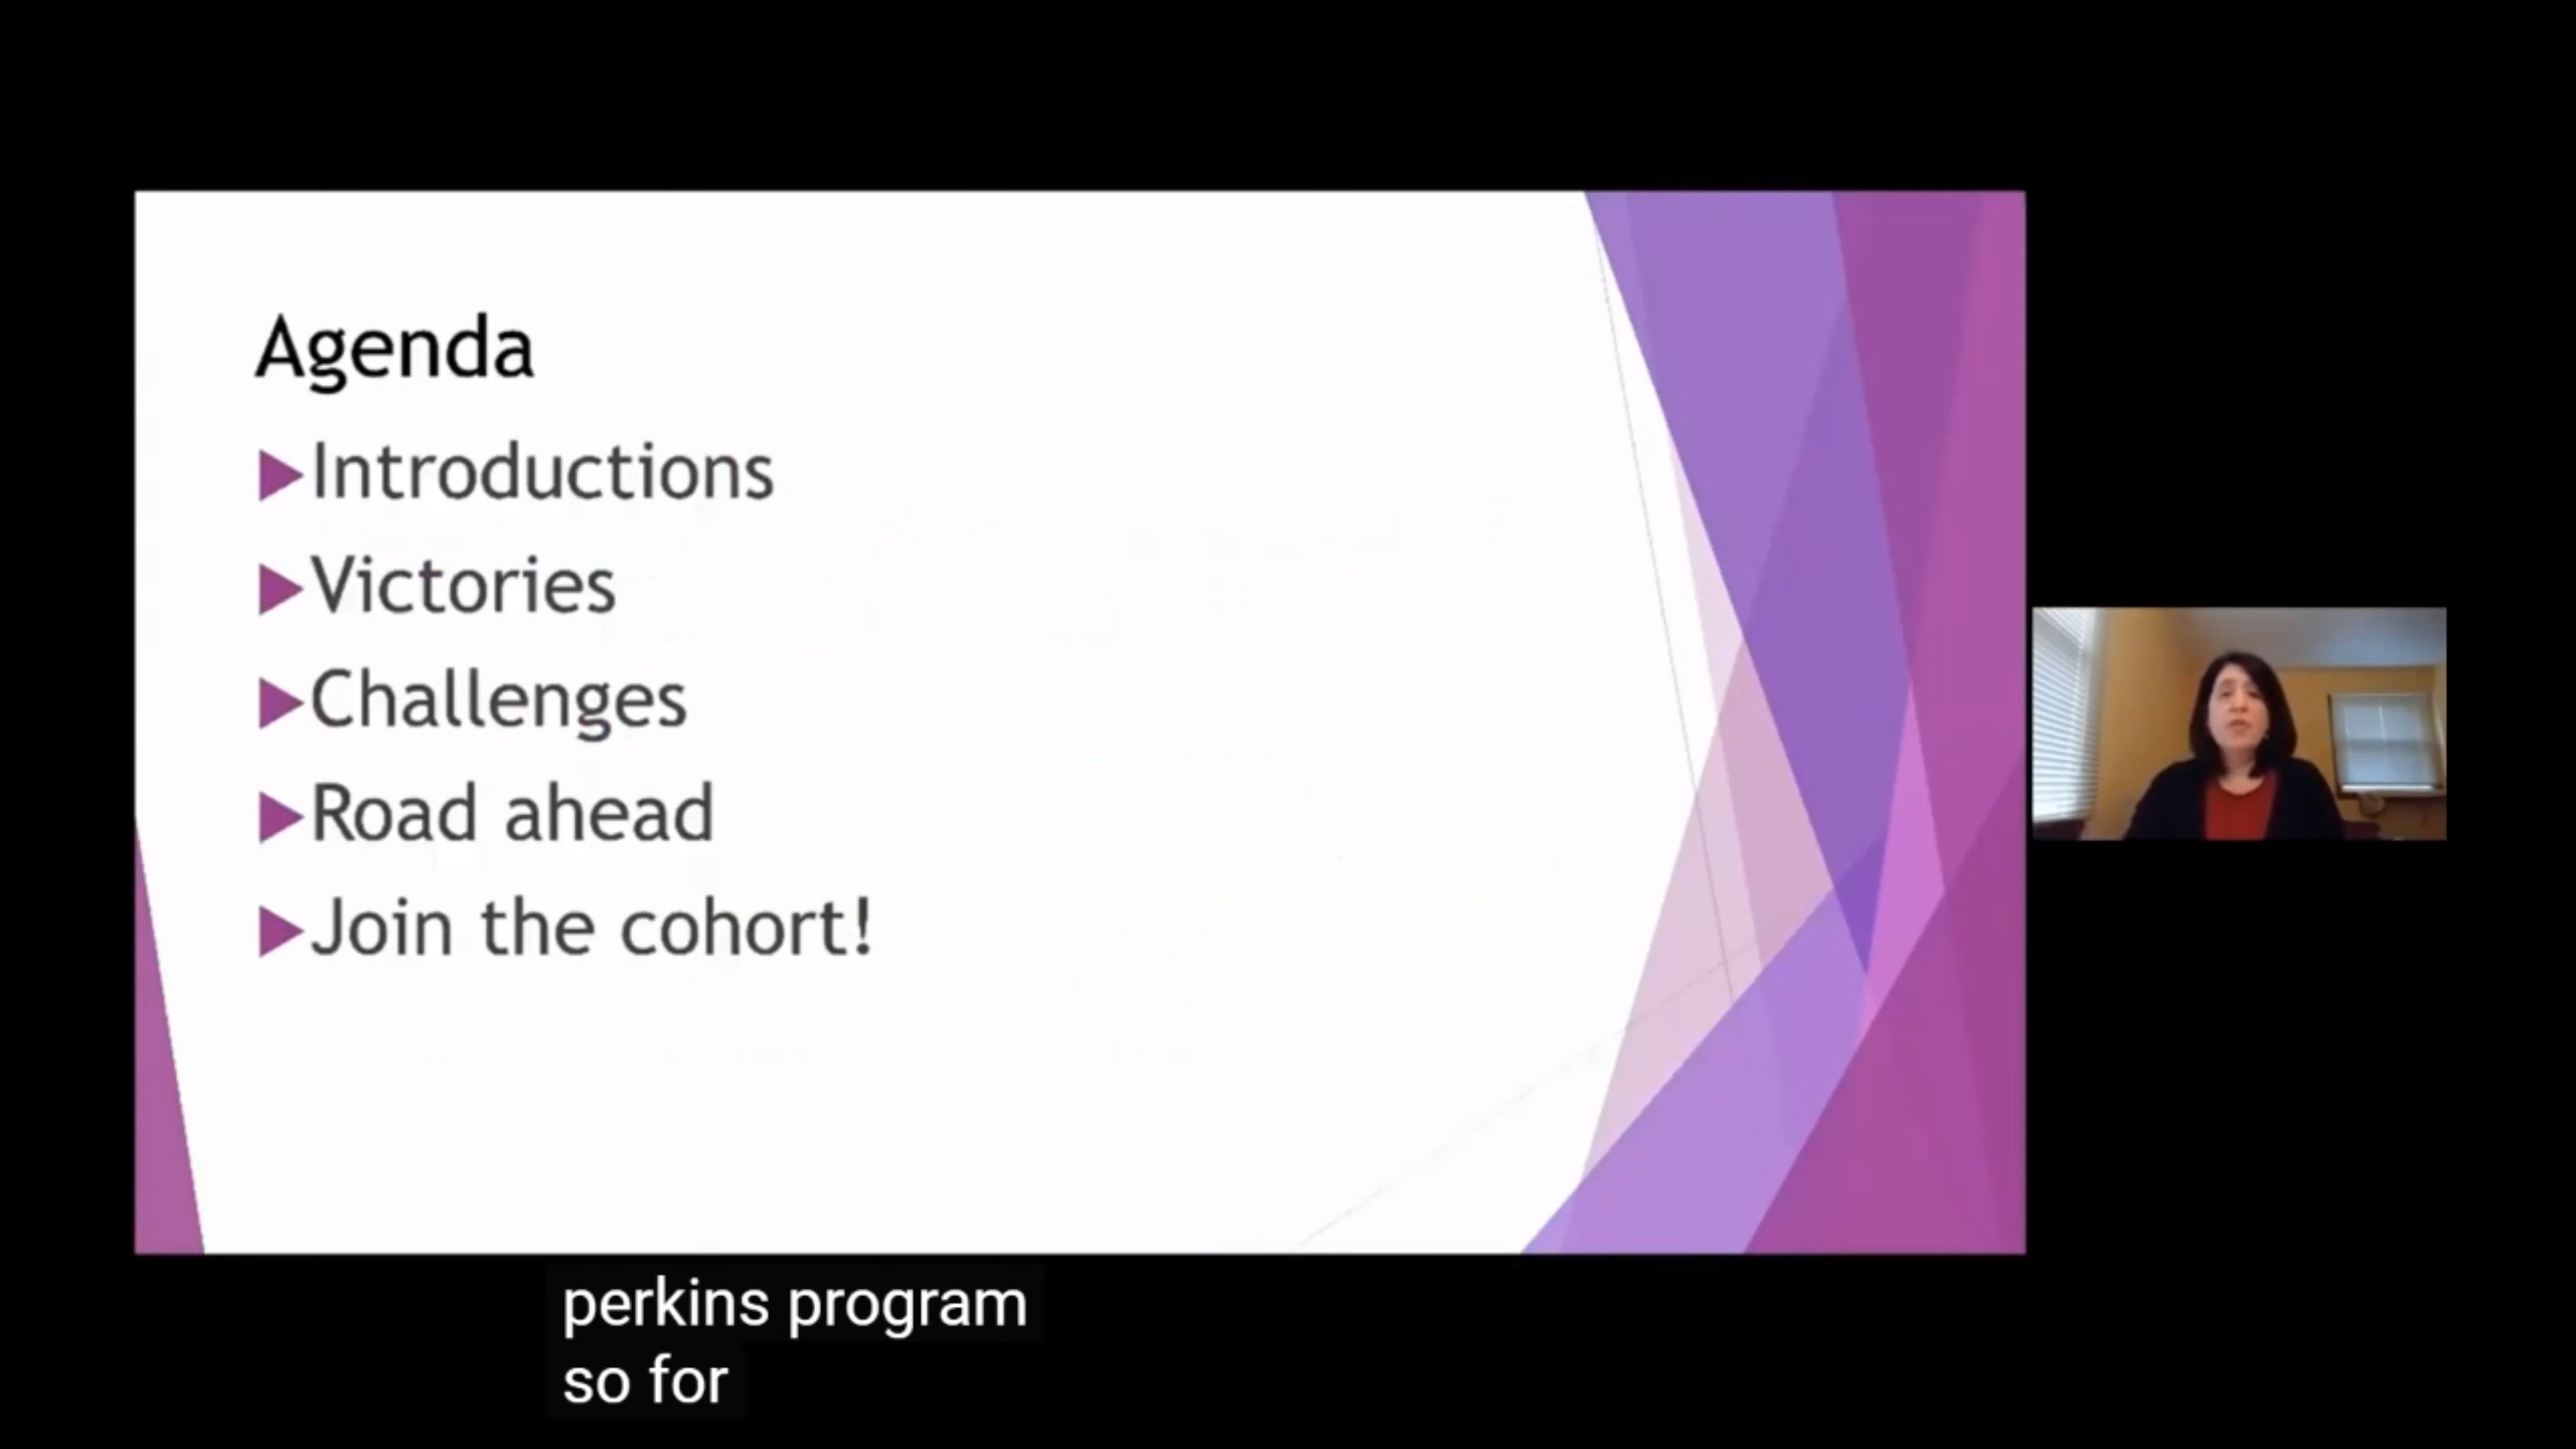 Agenda
Introductions
Victories
Challenges
Road ahead
Join the cohort!
perkins program
so for